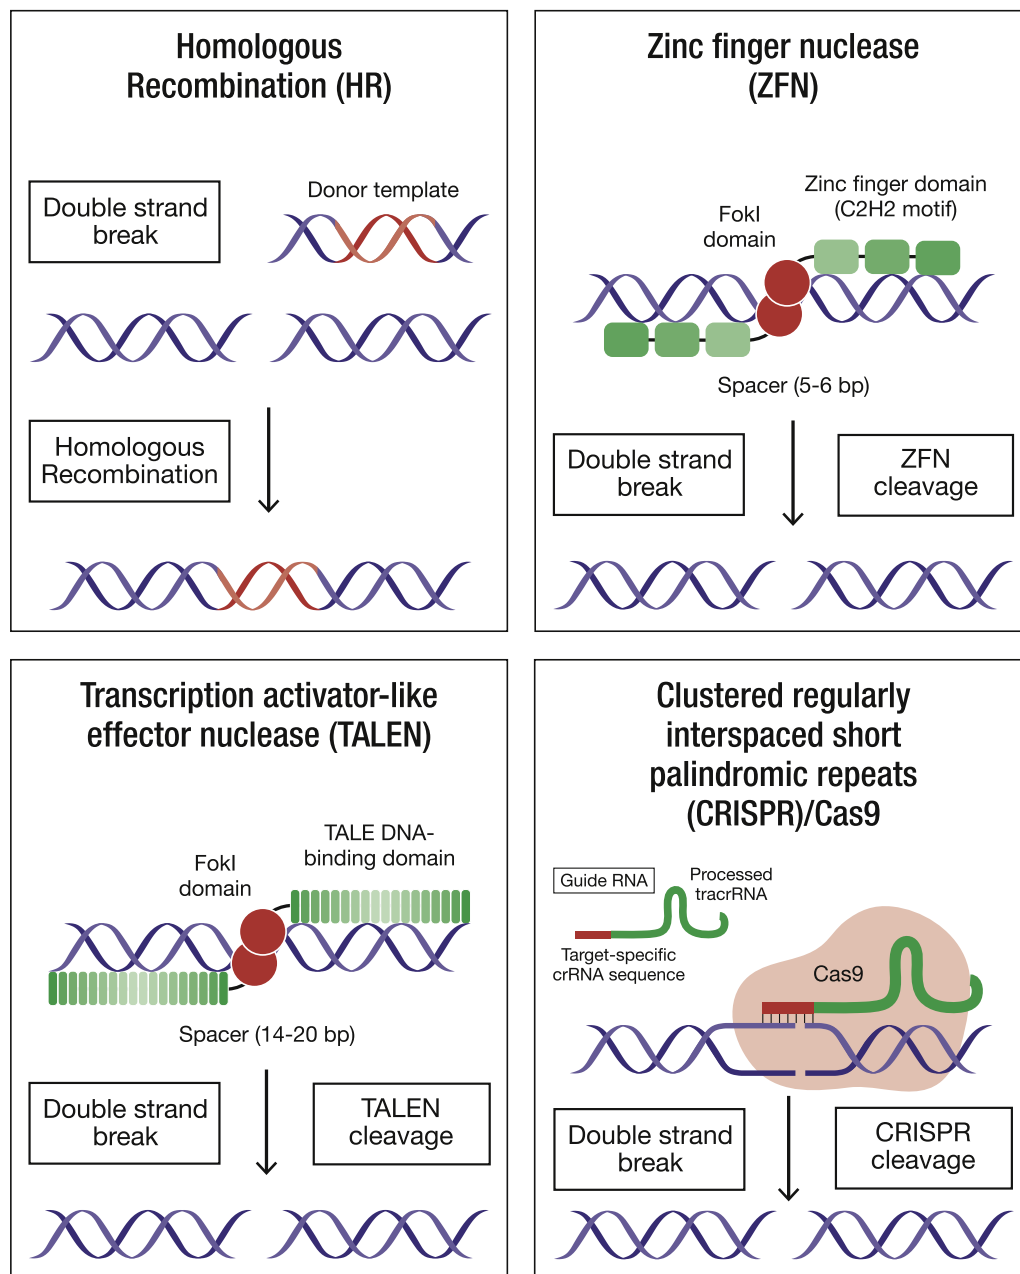 Homologous
Recombination (HR)
Double strand
break
Donor template
Homologous
Recombination
Zinc finger nuclease
(ZFN)
Zinc finger domain
(C2H2 motif)
FokI
domain
Spacer (5-6 bp)
Double strand
break
ZFN
cleavage
Transcription activator-like
effector nuclease (TALEN)
TALE DNA-
binding domain
FokI
domain
Spacer (14-20 bp)
Double strand
break
TALEN
cleavage
Clustered regularly
interspaced short
palindromic repeats
(CRISPR)/Cas9
Guide RNA
Processed
tracrRNA
Target-specific
crRNA sequence
Cas9
Double strand
break
CRISPR
cleavage